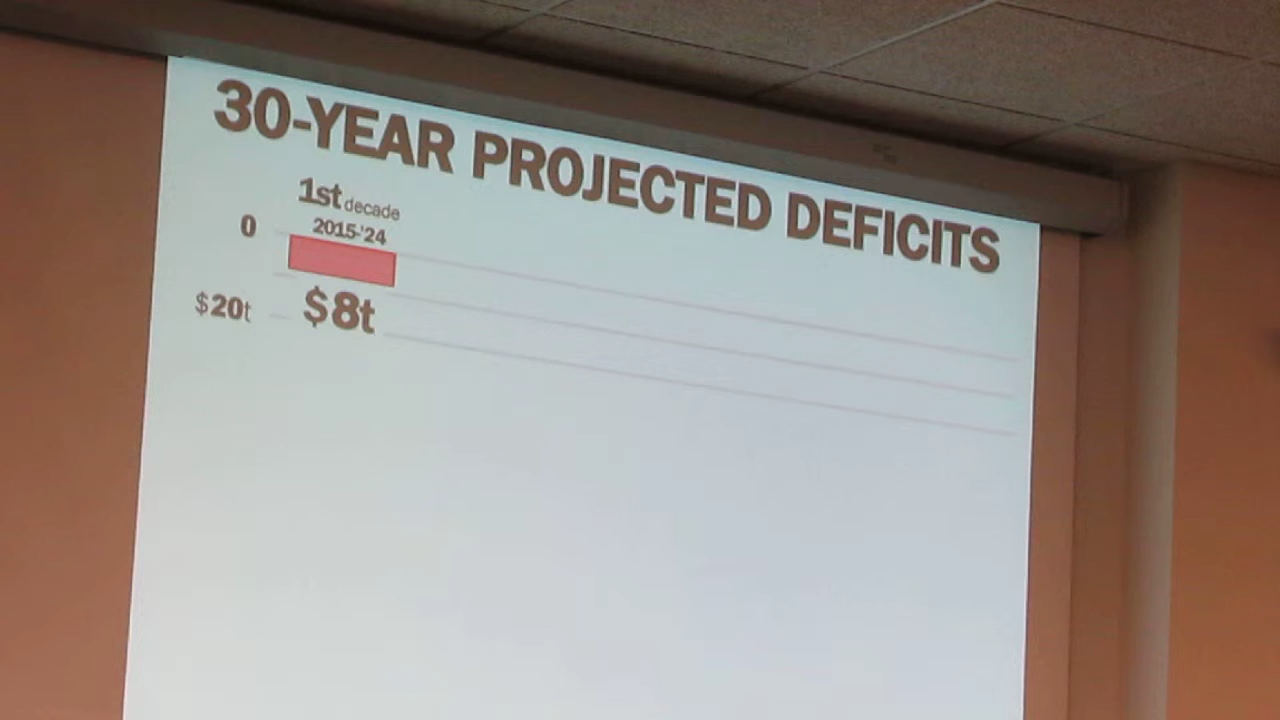 30-YEAR PROJECTED DEFICITS
1st decade
2015-'24
0
$20t
$8t